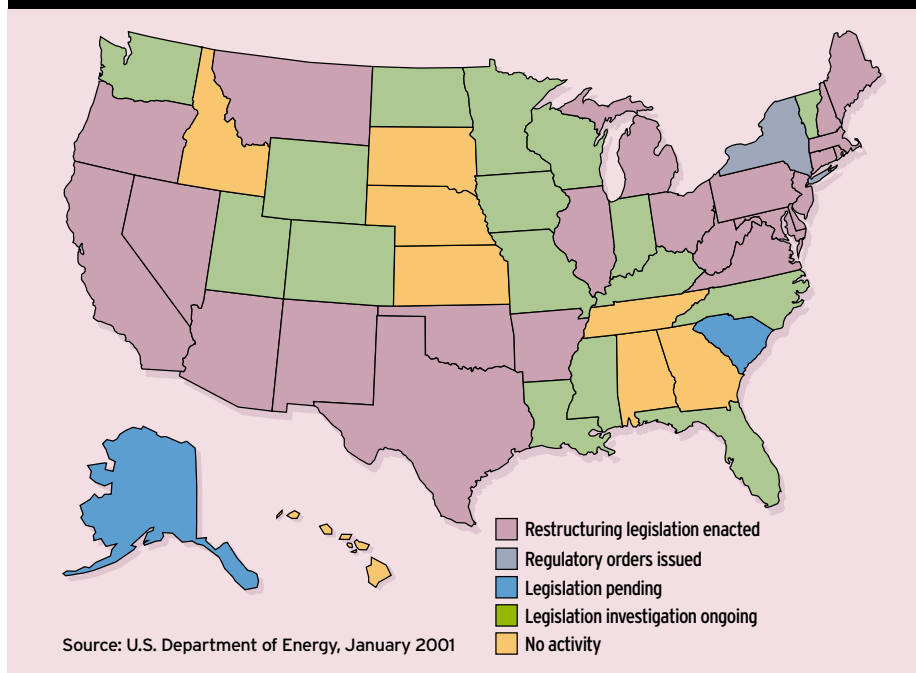 Restructuring legislation enacted
Regulatory orders issued
Legislation pending
Legislation investigation ongoing
No activity
Source: U.S. Department of Energy, January 2001